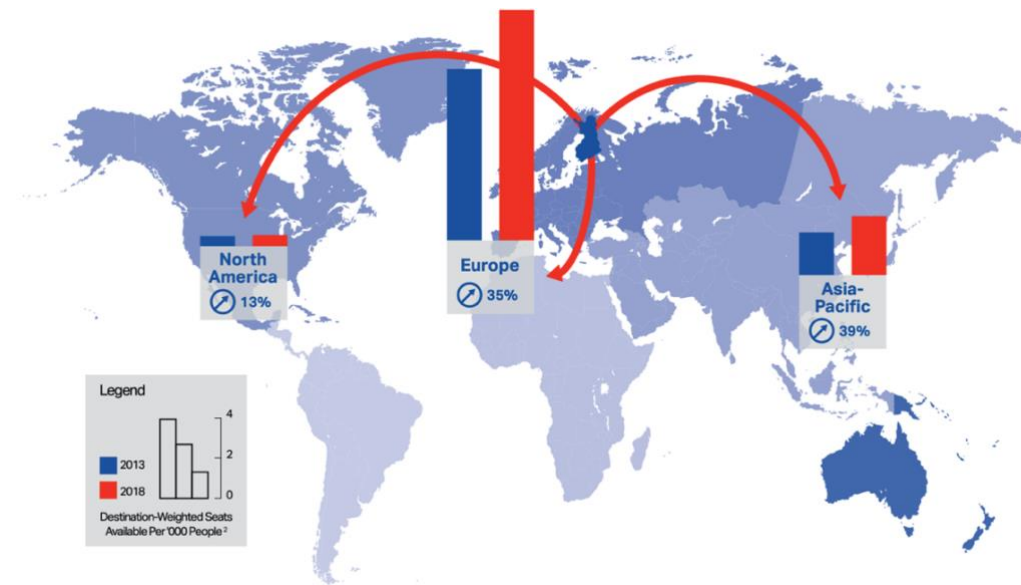 North
America
13%
Europe
35%
Asia-
Pacific
39%
Legend
4
2
0
2013
2018
Destination-Weighted Seats
Available Per '000 People ²